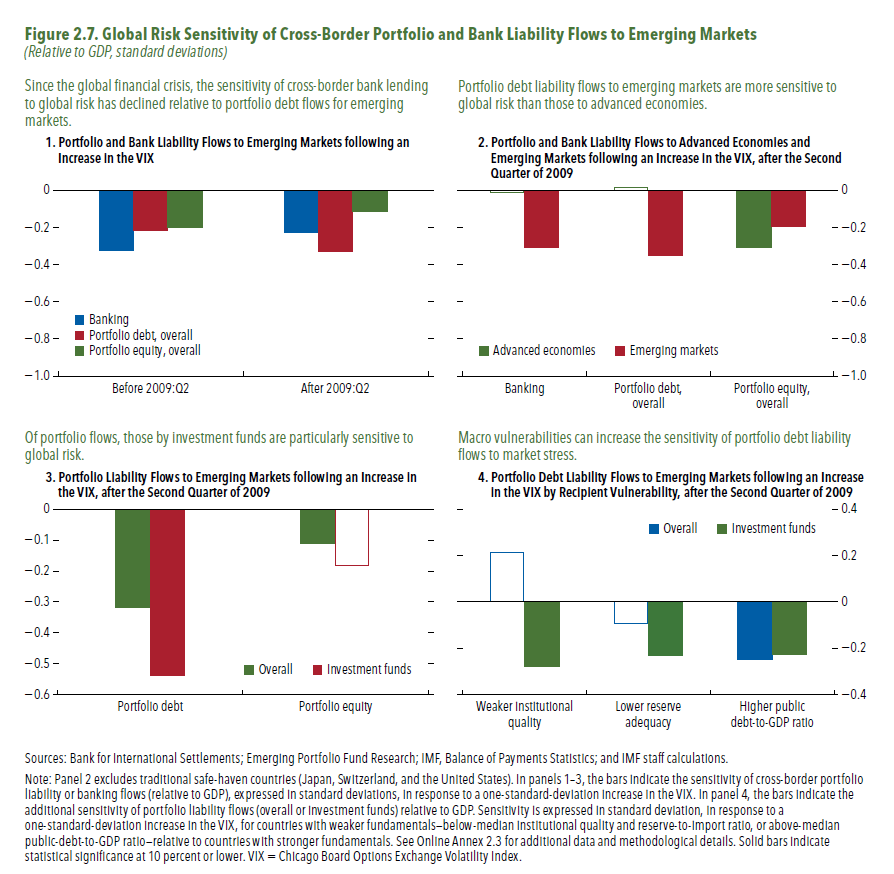 Figure 2.7. Global Risk Sensitivity of Cross-Border Portfolio and Bank Liability Flows to Emerging Markets
(Relative to GDP, standard deviations)
Since the global financial crisis, the sensitivity of cross-border bank lending
to global risk has declined relative to portfolio debt flows for emerging
markets.
1. Portfolio and Bank Liability Flows to Emerging Markets following an
Increase in the VIX
0
−0.2
−0.4
−0.6
−0.8
−1.0
Banking
Portfolio debt, overall
Portfolio equity, overall
Before 2009:Q2
After 2009:Q2
Portfolio debt liability flows to emerging markets are more sensitive to
global risk than those to advanced economies.
2. Portfolio and Bank Liability Flows to Advanced Economies and
Emerging Markets following an Increase in the VIX, after the Second
Quarter of 2009
0
−0.2
−0.4
−0.6
−0.8
−1.0
Advanced economies
Emerging markets
Banking
Portfolio debt,
overall
Portfolio equity,
overall
Of portfolio flows, those by investment funds are particularly sensitive to
global risk.
3. Portfolio Liability Flows to Emerging Markets following an Increase in
the VIX, after the Second Quarter of 2009
0
−0.1
−0.2
−0.3
−0.4
−0.5
−0.6
Overall
Investment funds
Portfolio debt
Portfolio equity
Macro vulnerabilities can increase the sensitivity of portfolio debt liability
flows to market stress.
4. Portfolio Debt Liability Flows to Emerging Markets following an Increase
in the VIX by Recipient Vulnerability, after the Second Quarter of 2009
0.4
0.2
0
−0.2
−0.4
Overall
Investment funds
Weaker institutional
quality
Lower reserve
adequacy
Higher public
debt-to-GDP ratio
Sources: Bank for International Settlements; Emerging Portfolio Fund Research; IMF, Balance of Payments Statistics; and IMF staff calculations.
Note: Panel 2 excludes traditional safe-haven countries (Japan, Switzerland, and the United States). In panels 1–3, the bars indicate the sensitivity of cross-border portfolio
liability or banking flows (relative to GDP), expressed in standard deviations, in response to a one-standard-deviation increase in the VIX. In panel 4, the bars indicate the
additional sensitivity of portfolio liability flows (overall or investment funds) relative to GDP. Sensitivity is expressed in standard deviation, in response to a
one-standard-deviation increase in the VIX, for countries with weaker fundamentals—below-median institutional quality and reserve-to-import ratio, or above-median
public-debt-to-GDP ratio—relative to countries with stronger fundamentals. See Online Annex 2.3 for additional data and methodological details. Solid bars indicate
statistical significance at 10 percent or lower. VIX = Chicago Board Options Exchange Volatility Index.